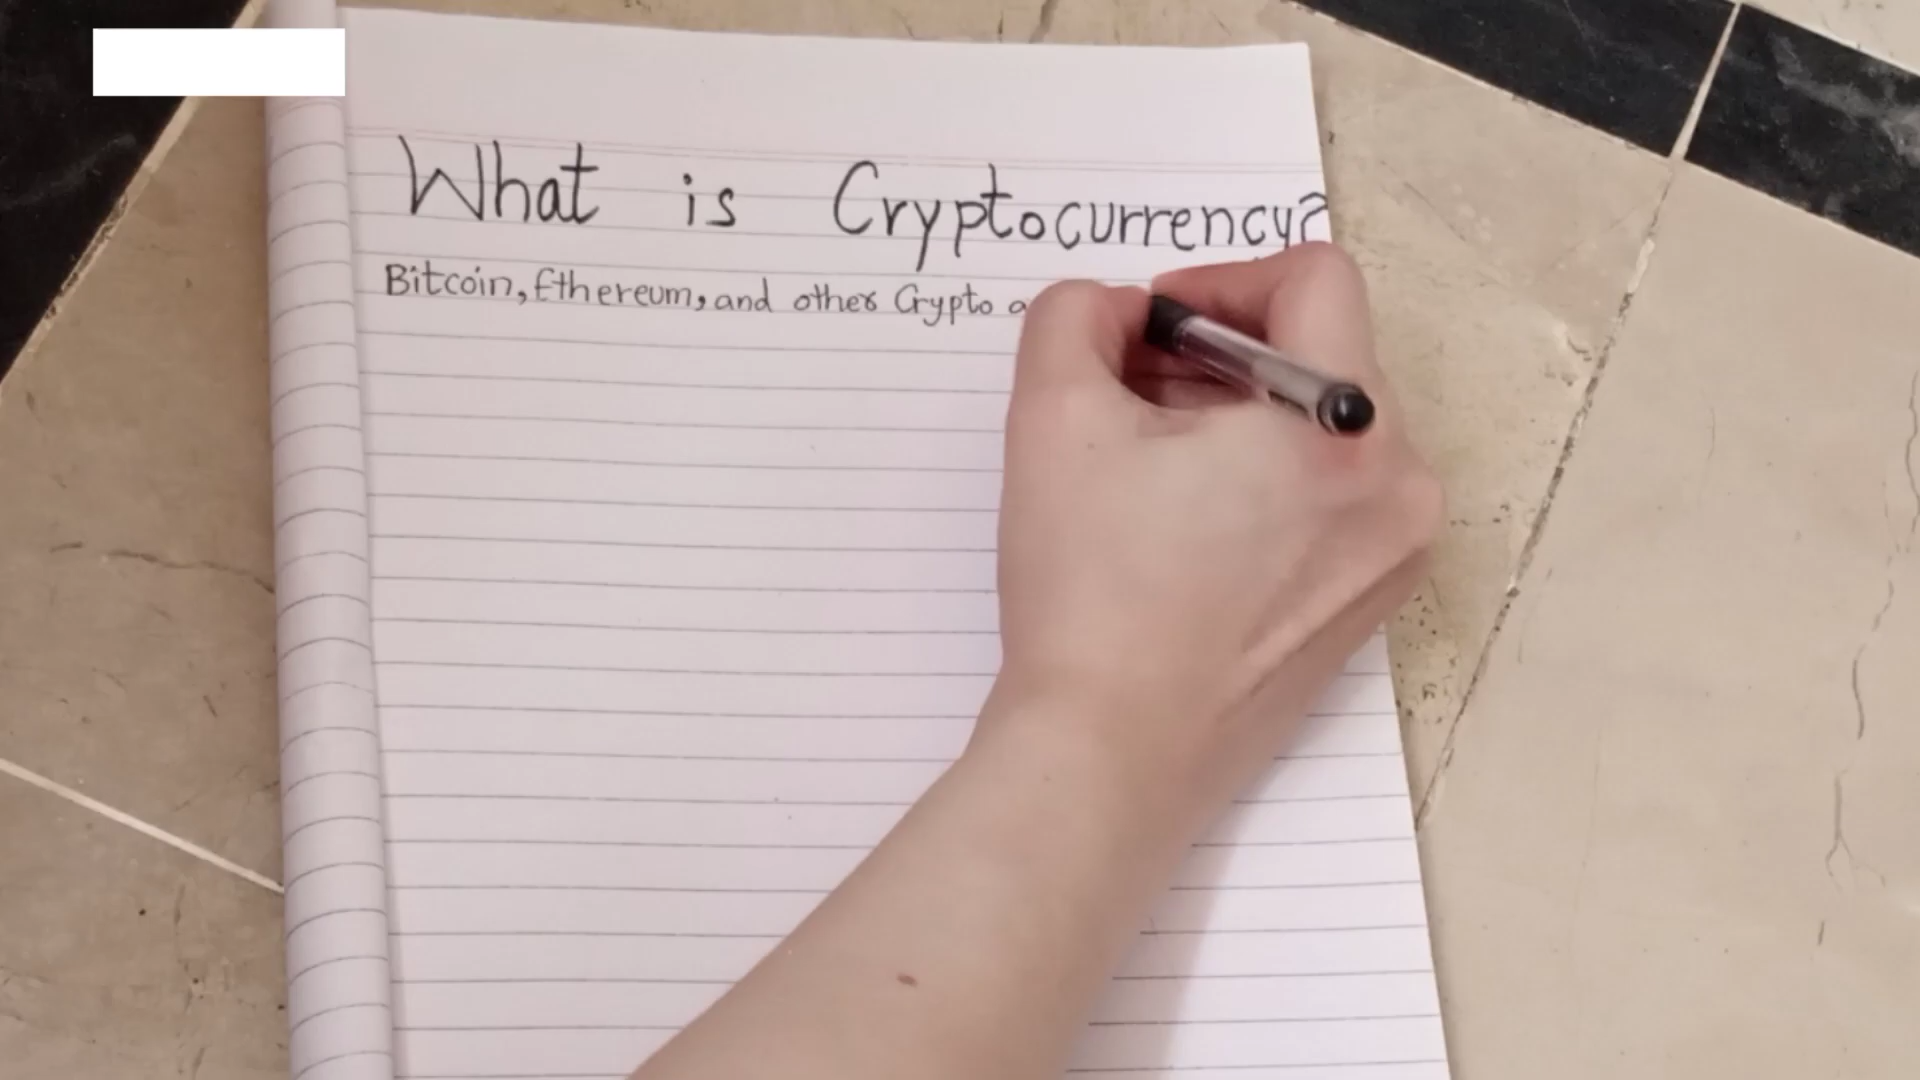 What is Cryptocurrency?
Bitcoin, Ethereum, and other Crypto